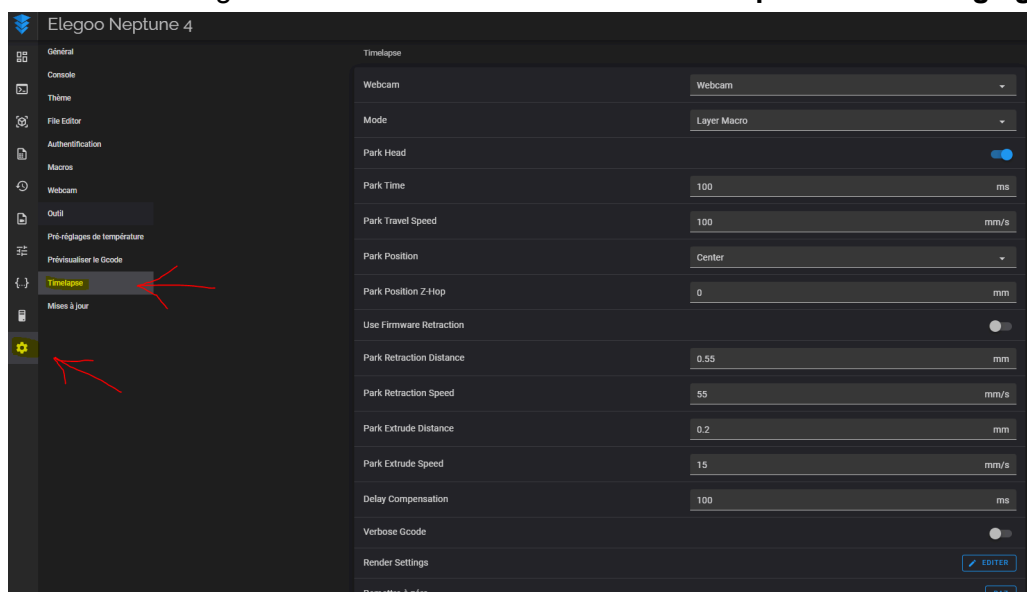 Elegoo Neptune 4
Général
Console
Thème
File Editor
Authentification
Macros
Webcam
Outil
Pré-réglages de température
Prévisualiser le Gcode
Timelapse
Mises à jour
Timelapse
Webcam Webcam
Mode Layer Macro
Park Head
Park Time 100 ms
Park Travel Speed 100 mm/s
Park Position Center
Park Position Z-Hop 0 mm
Use Firmware Retraction
Park Retraction Distance 0.55 mm
Park Retraction Speed 55 mm/s
Park Extrude Distance 0.2 mm
Park Extrude Speed 15 mm/s
Delay Compensation 100 ms
Verbose Gcode
Render Settings EDITER